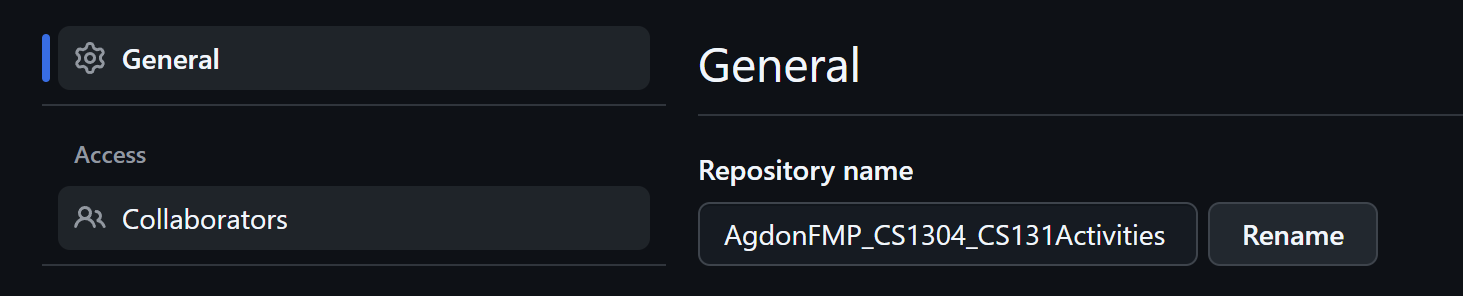 General
Access
Collaborators
General
Repository name
AgdonFMP_CS1304_CS131Activities
Rename